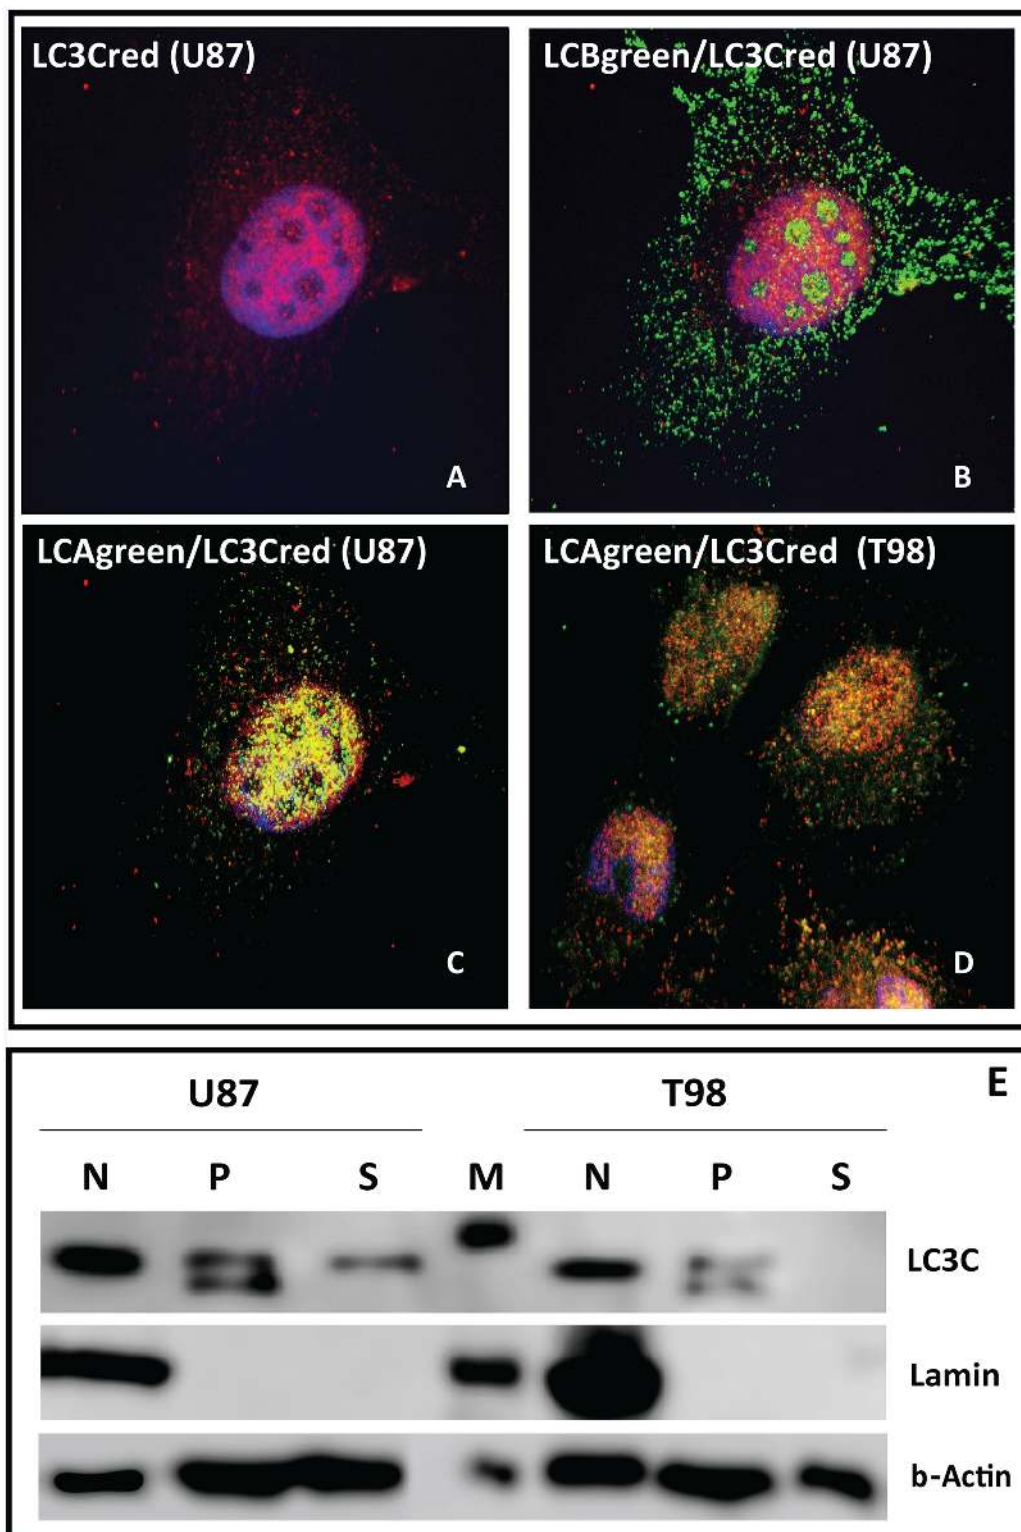 LC3Cred (U87)
LCBgreen/LC3Cred (U87)
A
B
LCAgreen/LC3Cred (U87)
LCAgreen/LC3Cred (T98)
C
D
E
U87
T98
N P S M N P S
LC3C
Lamin
b-Actin